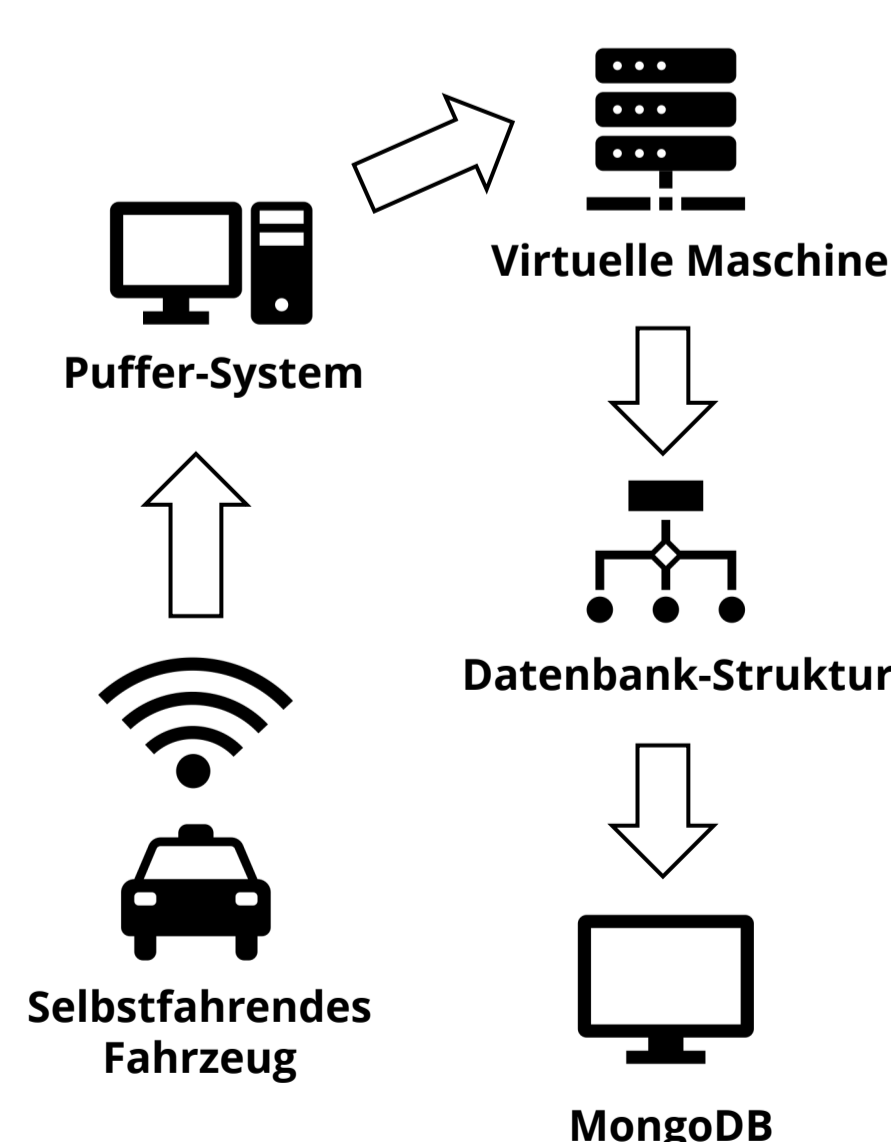 Virtuelle Maschine
Puffer-System
Datenbank-Struktur
Selbstfahrendes
Fahrzeug
MongoDB